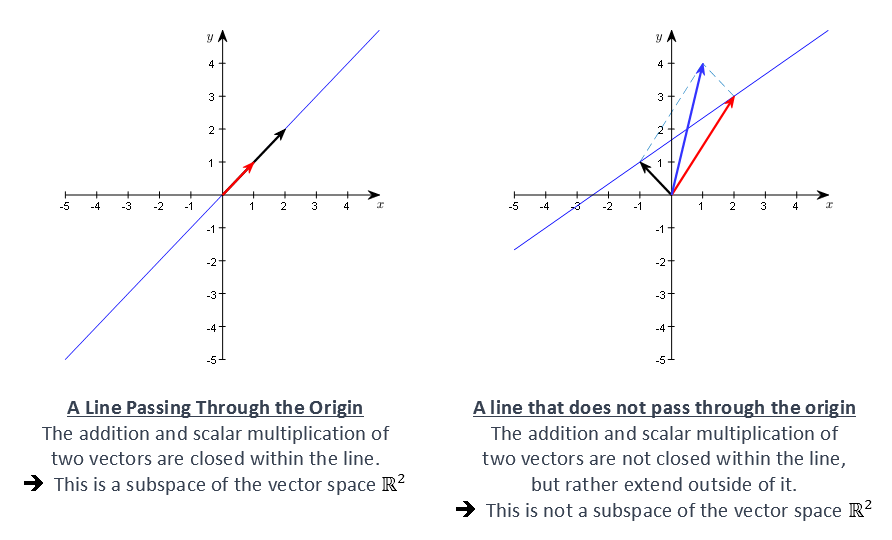 y
4
3
2
1
-5 -4 -3 -2 -1 1 2 3 4 x
-1
-2
-3
-4
-5
A Line Passing Through the Origin
The addition and scalar multiplication of
two vectors are closed within the line.
➔ This is a subspace of the vector space ℝ²
y
4
3
2
1
-5 -4 -3 -2 -1 1 2 3 4 x
-1
-2
-3
-4
-5
A line that does not pass through the origin
The addition and scalar multiplication of
two vectors are not closed within the line,
but rather extend outside of it.
➔ This is not a subspace of the vector space ℝ²